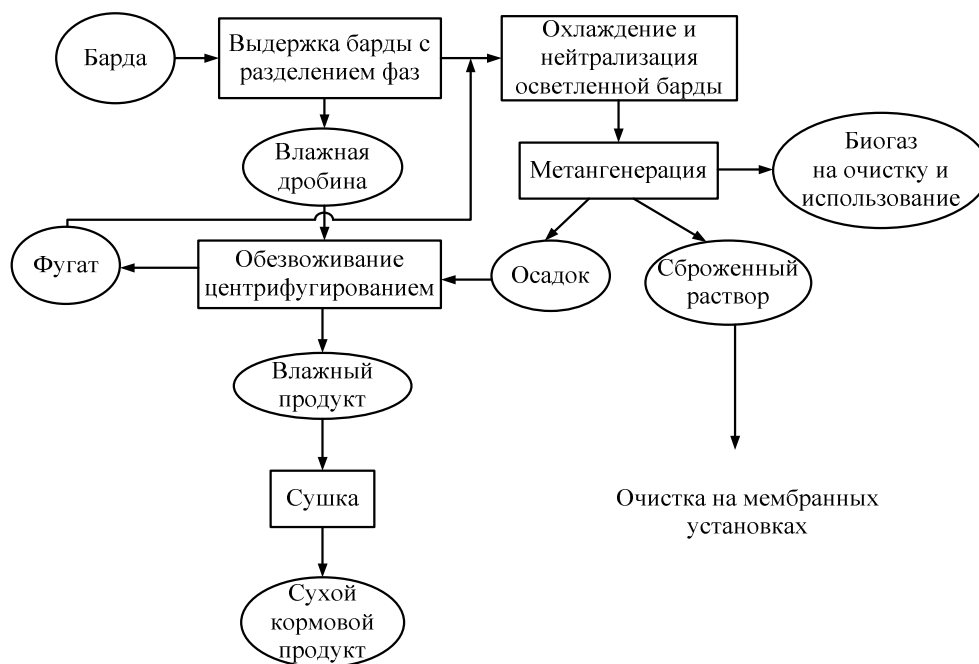 Барда
Выдержка барды с
разделением фаз
Охлаждение и
нейтрализация
осветленной барды
Влажная
дробина
Метангенерация
Биогаз
на очистку и
использование
Фугат
Обезвоживание
центрифугированием
Осадок
Сброженный
раствор
Влажный
продукт
Сушка
Очистка на мембранных
установках
Сухой
кормовой
продукт